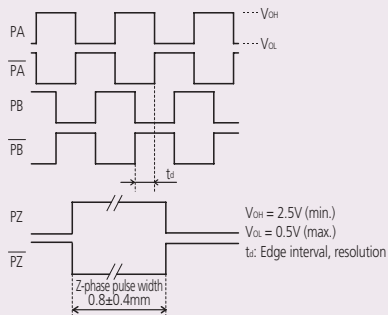 PA
VOH
VOL
PA
PB
PB
td
PZ
PZ
Z-phase pulse width
0.8±0.4mm
VOH = 2.5V (min.)
VOL = 0.5V (max.)
td: Edge interval, resolution